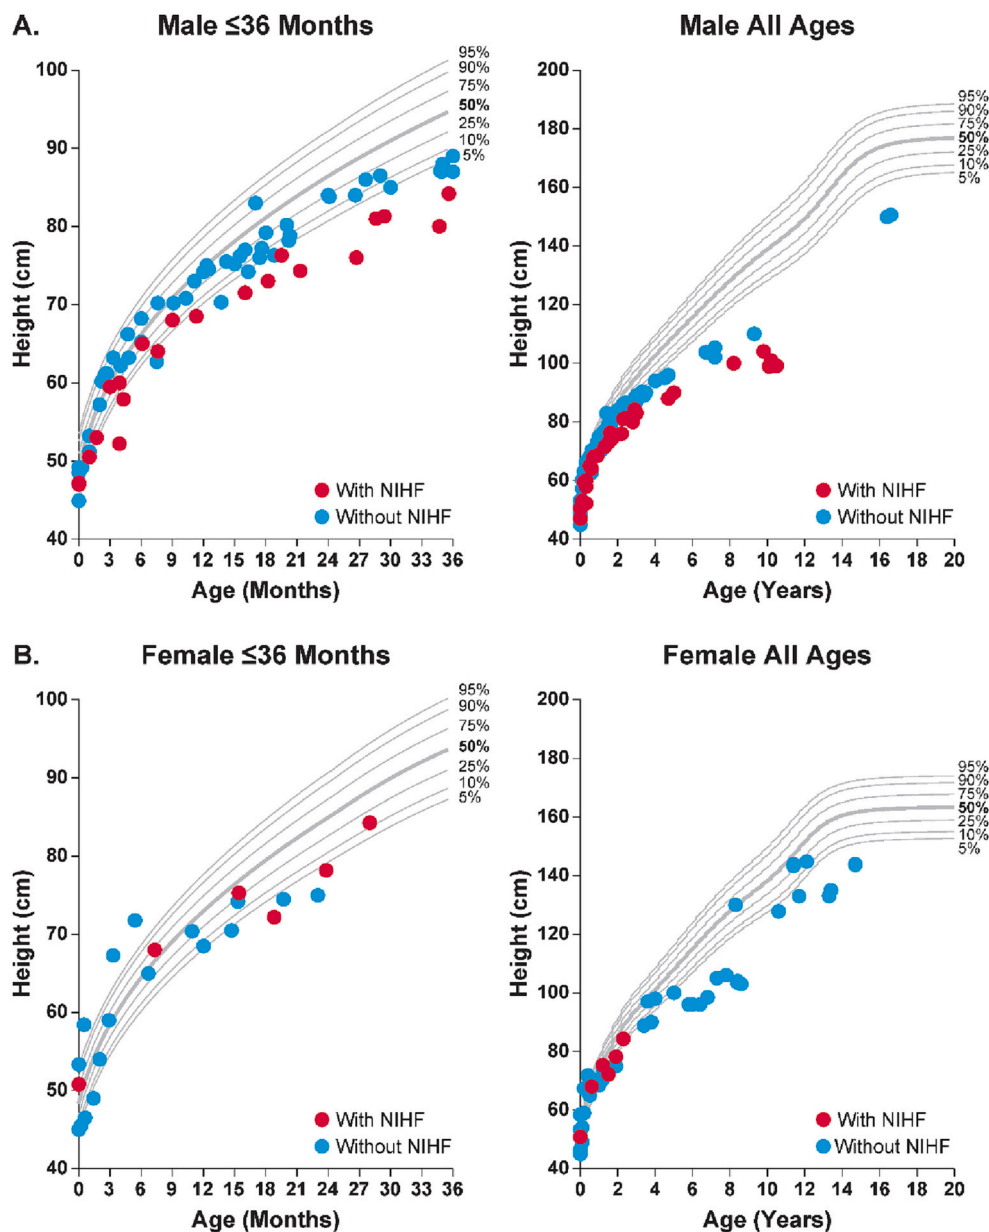 A.
Male ≤36 Months
100
90
80
70
60
50
40
Height (cm)
95%
90%
75%
50%
25%
10%
5%
With NIHF
Without NIHF
0 3 6 9 12 15 18 21 24 27 30 33 36
Age (Months)
Male All Ages
200
180
160
140
120
100
80
60
40
Height (cm)
95%
90%
75%
50%
25%
10%
5%
With NIHF
Without NIHF
0 2 4 6 8 10 12 14 16 18 20
Age (Years)
B.
Female ≤36 Months
100
90
80
70
60
50
40
Height (cm)
95%
90%
75%
50%
25%
10%
5%
With NIHF
Without NIHF
0 3 6 9 12 15 18 21 24 27 30 33 36
Age (Months)
Female All Ages
200
180
160
140
120
100
80
60
40
Height (cm)
95%
90%
75%
50%
25%
10%
5%
With NIHF
Without NIHF
0 2 4 6 8 10 12 14 16 18 20
Age (Years)